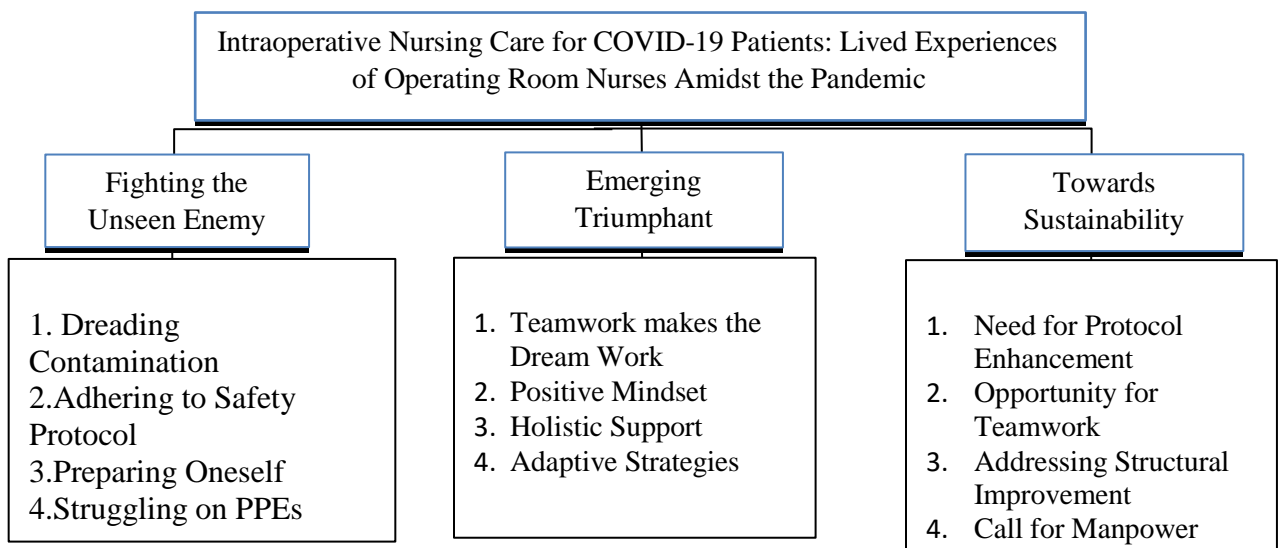 Intraoperative Nursing Care for COVID-19 Patients: Lived Experiences
of Operating Room Nurses Amidst the Pandemic
Fighting the
Unseen Enemy
Emerging
Triumphant
Towards
Sustainability
1. Dreading
Contamination
2.Adhering to Safety
Protocol
3.Preparing Oneself
4.Struggling on PPEs
1. Teamwork makes the
Dream Work
2. Positive Mindset
3. Holistic Support
4. Adaptive Strategies
1. Need for Protocol
Enhancement
2. Opportunity for
Teamwork
3. Addressing Structural
Improvement
4. Call for Manpower